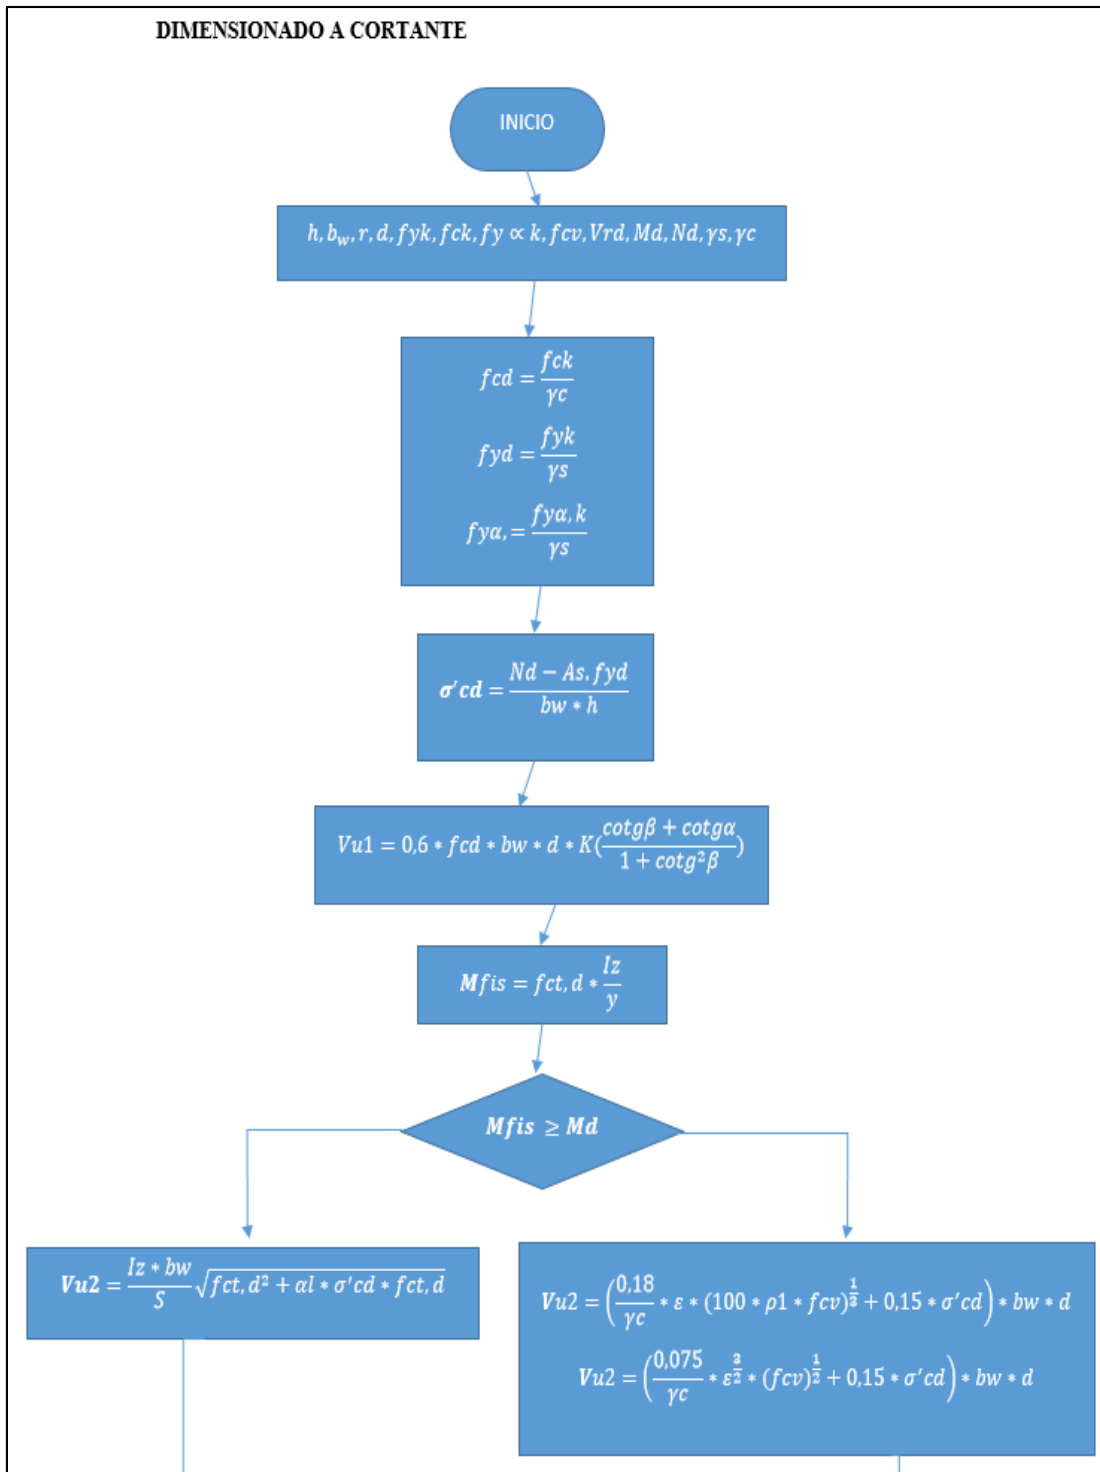 DIMENSIONADO A CORTANTE
INICIO
h, b_w, r, d, fyk, fck, fy ∝ k, fcv, Vrd, Md, Nd, γs, γc
fcd = fck / γc
fyd = fyk / γs
fyα, = fyα, k / γs
σ'cd = (Nd − As. fyd) / (bw * h)
Vu1 = 0,6 * fcd * bw * d * K((cotgβ + cotgα) / (1 + cotg²β))
Mfis = fct, d * Iz / y
Mfis ≥ Md
Vu2 = (Iz * bw) / S √(fct, d² + αl * σ'cd * fct, d)
Vu2 = (0,18 / γc * ε * (100 * ρ1 * fcv)^(1/3) + 0,15 * σ'cd) * bw * d
Vu2 = (0,075 / γc * ε^(3/2) * (fcv)^(1/2) + 0,15 * σ'cd) * bw * d